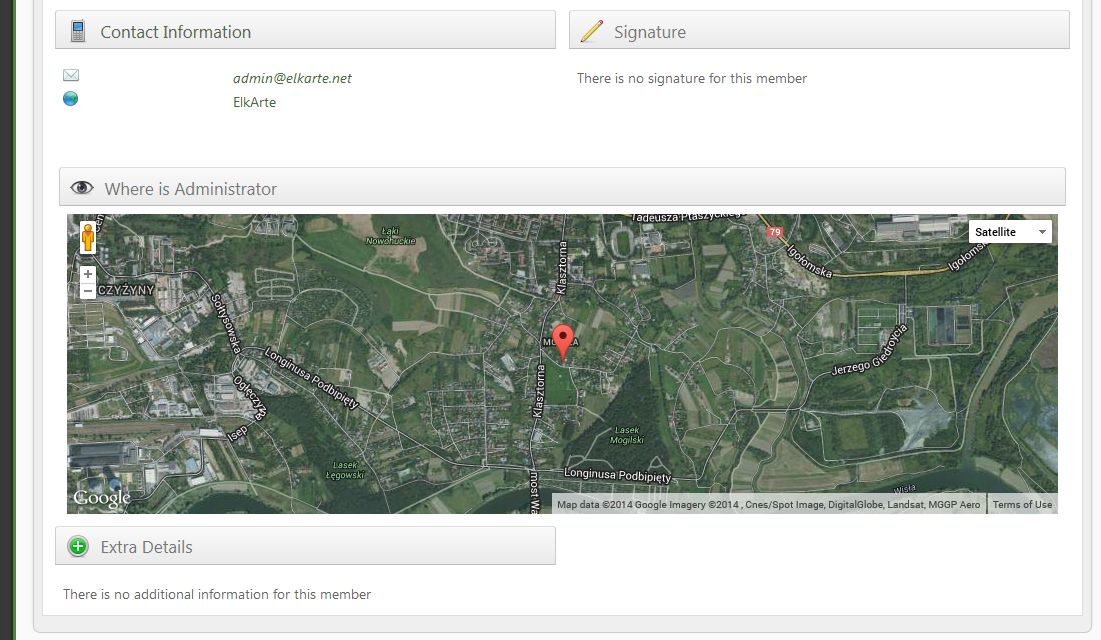 Contact Information
Signature
admin@elkarte.net
ElkArte
There is no signature for this member
Where is Administrator
Tadeusza Ptaszyckiego
79
Satellite
Łąki
Nowohuckie
Igołomska
Igołomska
Klasztorna
+
−
CZYŻYNY
Sołtysowska
Longinusa Podbipięty
Jerzego Giedroycia
Klasztorna
Isep
Lasek
Mogilski
Lasek
Łęgowski
Longinusa Podbipięty
Wisła
most Wa
Google
Map data ©2014 Google Imagery ©2014 , Cnes/Spot Image, DigitalGlobe, Landsat, MGGP Aero
Terms of Use
Extra Details
There is no additional information for this member